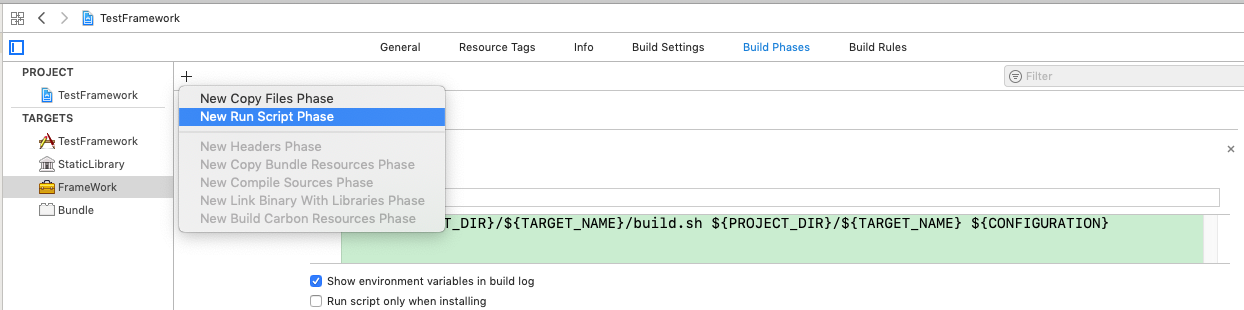 TestFramework
General Resource Tags Info Build Settings Build Phases Build Rules
PROJECT
TestFramework
TARGETS
TestFramework
StaticLibrary
FrameWork
Bundle
+
Filter
New Copy Files Phase
New Run Script Phase
New Headers Phase
New Copy Bundle Resources Phase
New Compile Sources Phase
New Link Binary With Libraries Phase
New Build Carbon Resources Phase
T_DIR}/${TARGET_NAME}/build.sh ${PROJECT_DIR}/${TARGET_NAME} ${CONFIGURATION}
Show environment variables in build log
Run script only when installing